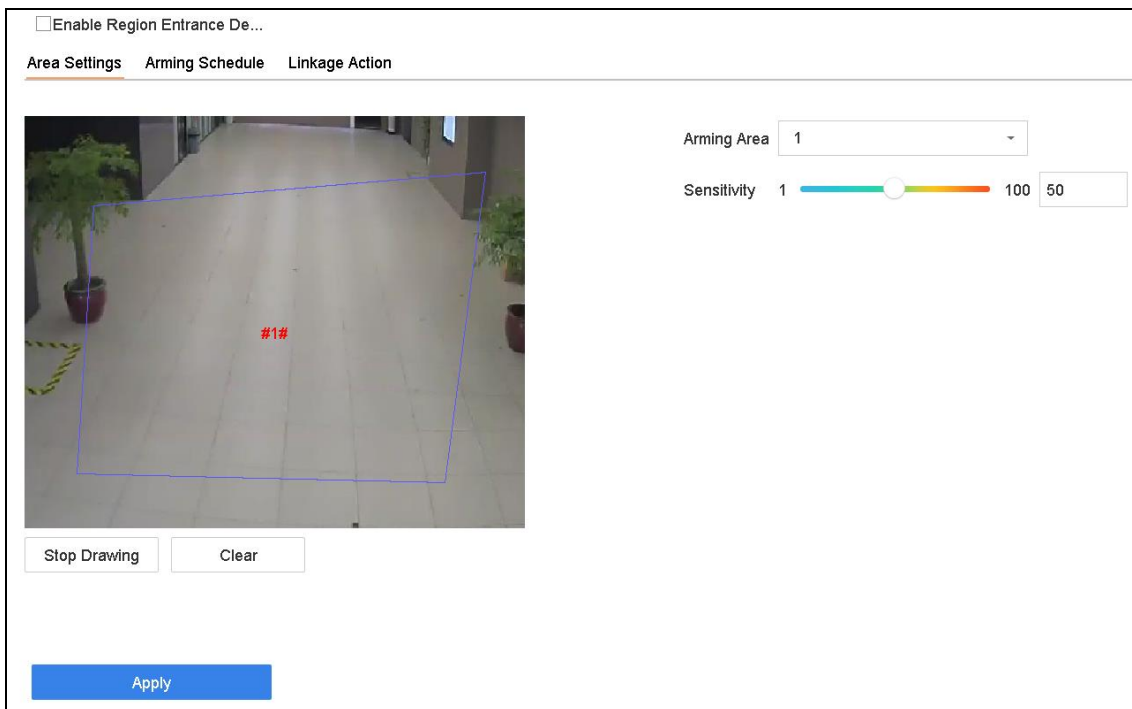 Enable Region Entrance De...
Area Settings Arming Schedule Linkage Action
Arming Area 1
Sensitivity 1 100 50
#1#
Stop Drawing Clear
Apply